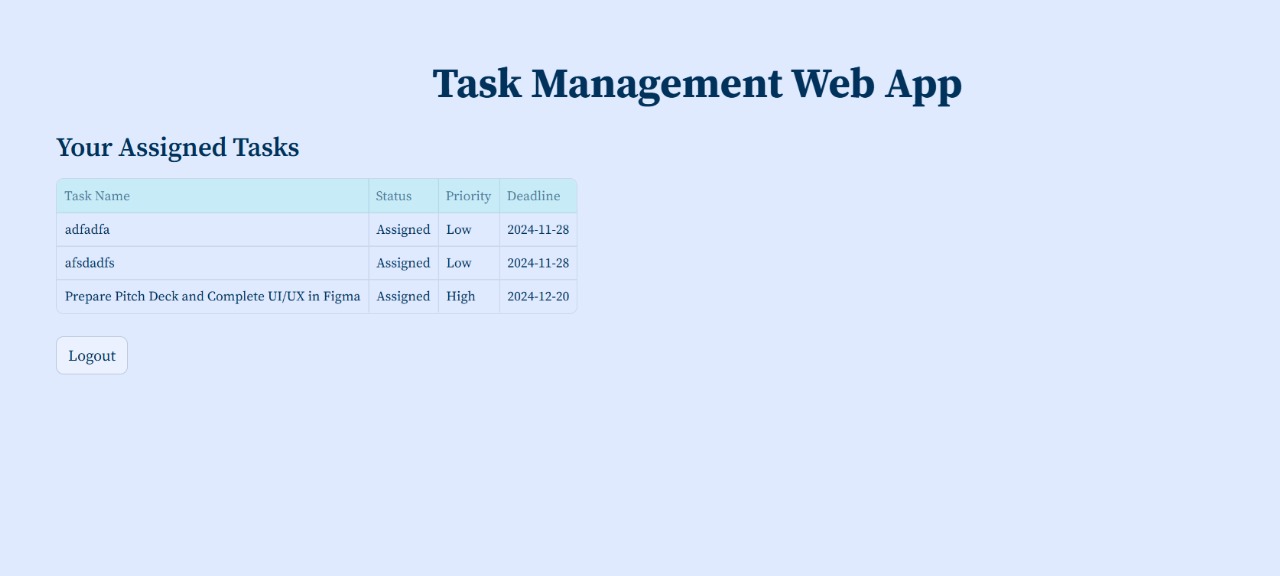 Task Management Web App
Your Assigned Tasks
Task Name Status Priority Deadline
adfadfa Assigned Low 2024-11-28
afsdadfs Assigned Low 2024-11-28
Prepare Pitch Deck and Complete UI/UX in Figma Assigned High 2024-12-20
Logout